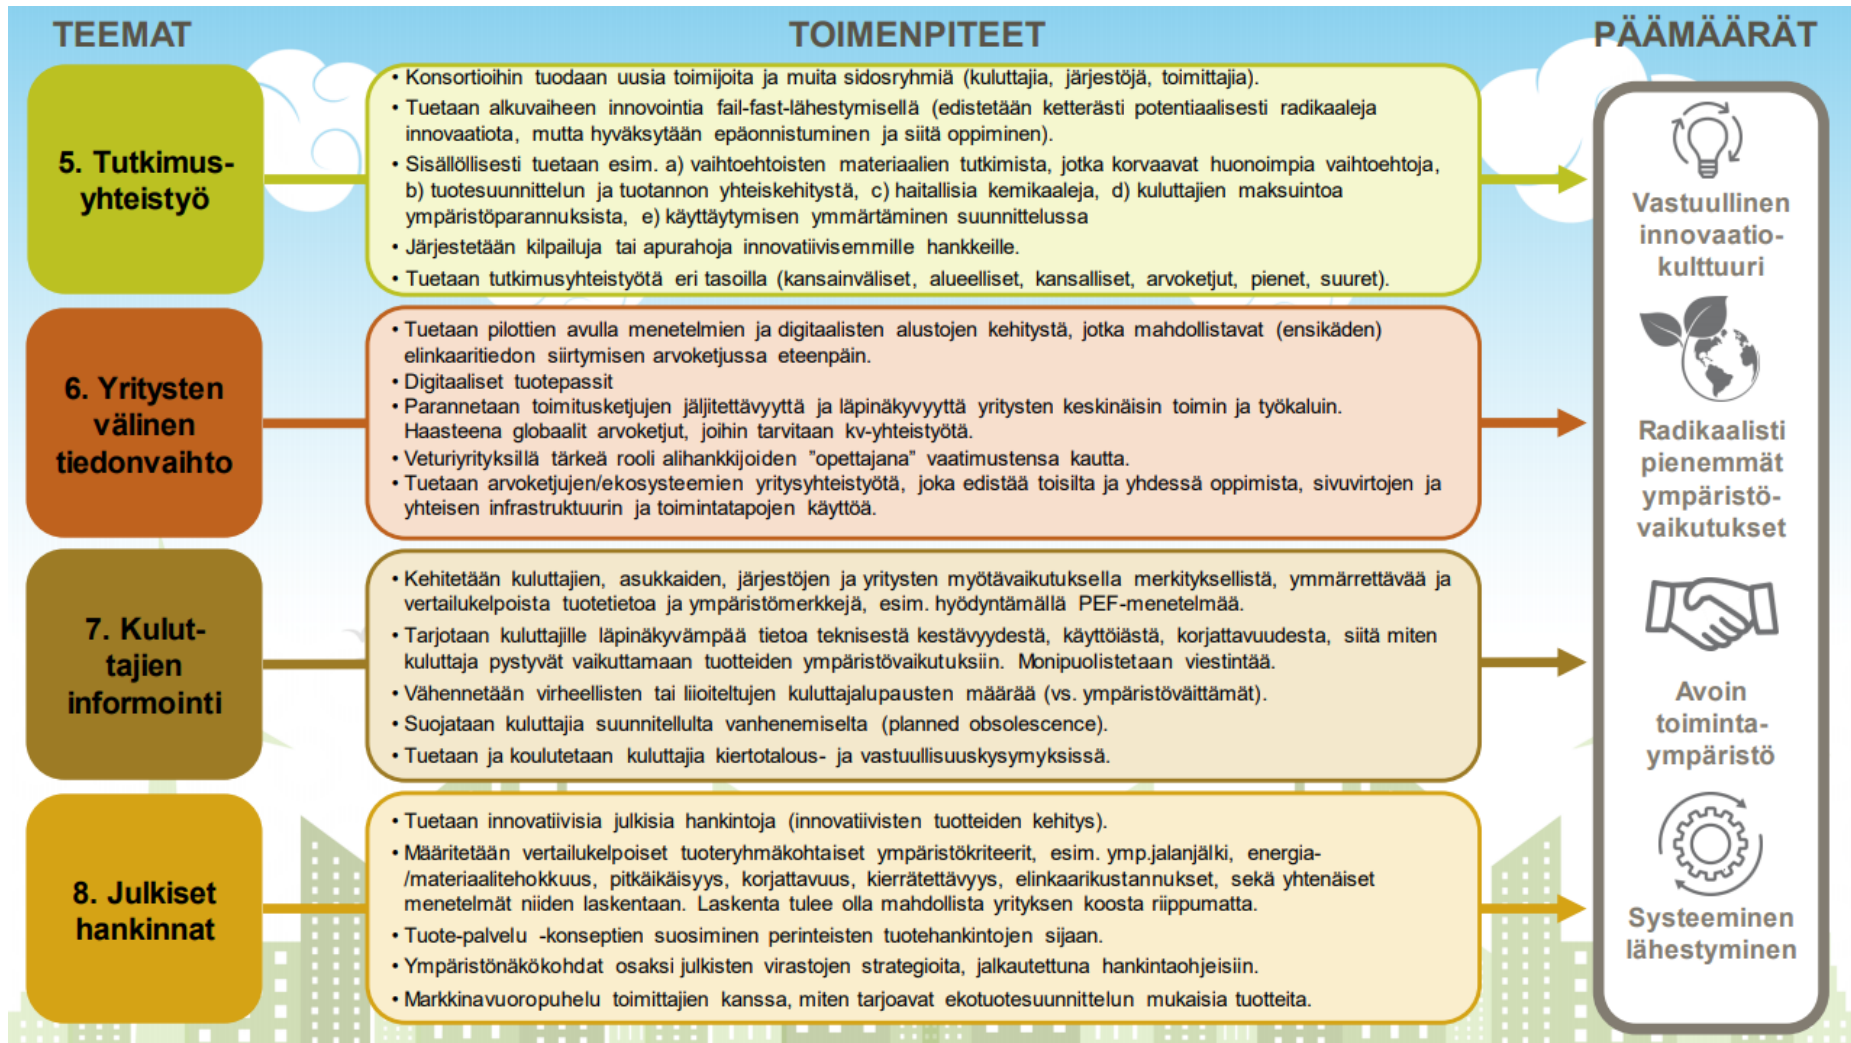 TEEMAT
TOIMENPITEET
PÄÄMÄÄRÄT
5. Tutkimus-
yhteistyö
• Konsortioihin tuodaan uusia toimijoita ja muita sidosryhmiä (kuluttajia, järjestöjä, toimittajia).
• Tuetaan alkuvaiheen innovointia fail-fast-lähestymisellä (edistetään ketterästi potentiaalisesti radikaaleja
innovaatiota, mutta hyväksytään epäonnistuminen ja siitä oppiminen).
• Sisällöllisesti tuetaan esim. a) vaihtoehtoisten materiaalien tutkimista, jotka korvaavat huonoimpia vaihtoehtoja,
b) tuotesuunnittelun ja tuotannon yhteiskehitystä, c) haitallisia kemikaaleja, d) kuluttajien maksuintoa
ympäristöparannuksista, e) käyttäytymisen ymmärtäminen suunnittelussa
• Järjestetään kilpailuja tai apurahoja innovatiivisemmille hankkeille.
• Tuetaan tutkimusyhteistyötä eri tasoilla (kansainväliset, alueelliset, kansalliset, arvoketjut, pienet, suuret).
6. Yritysten
välinen
tiedonvaihto
• Tuetaan pilottien avulla menetelmien ja digitaalisten alustojen kehitystä, jotka mahdollistavat (ensikäden)
elinkaaritiedon siirtymisen arvoketjussa eteenpäin.
• Digitaaliset tuotepassit
• Parannetaan toimitusketjujen jäljitettävyyttä ja läpinäkyvyyttä yritysten keskinäisin toimin ja työkaluin.
Haasteena globaalit arvoketjut, joihin tarvitaan kv-yhteistyötä.
• Veturiyrityksillä tärkeä rooli alihankkijoiden ”opettajana” vaatimustensa kautta.
• Tuetaan arvoketjujen/ekosysteemien yritysyhteistyötä, joka edistää toisilta ja yhdessä oppimista, sivuvirtojen ja
yhteisen infrastruktuurin ja toimintatapojen käyttöä.
7. Kulut-
tajien
informointi
• Kehitetään kuluttajien, asukkaiden, järjestöjen ja yritysten myötävaikutuksella merkityksellistä, ymmärrettävää ja
vertailukelpoista tuotetietoa ja ympäristömerkkejä, esim. hyödyntämällä PEF-menetelmää.
• Tarjotaan kuluttajille läpinäkyvämpää tietoa teknisestä kestävyydestä, käyttöiästä, korjattavuudesta, siitä miten
kuluttaja pystyvät vaikuttamaan tuotteiden ympäristövaikutuksiin. Monipuolistetaan viestintää.
• Vähennetään virheellisten tai liioiteltujen kuluttajalupausten määrää (vs. ympäristöväittämät).
• Suojataan kuluttajia suunnitellulta vanhenemiselta (planned obsolescence).
• Tuetaan ja koulutetaan kuluttajia kiertotalous- ja vastuullisuuskysymyksissä.
8. Julkiset
hankinnat
• Tuetaan innovatiivisia julkisia hankintoja (innovatiivisten tuotteiden kehitys).
• Määritetään vertailukelpoiset tuoteryhmäkohtaiset ympäristökriteerit, esim. ymp.jalanjälki, energia-
/materiaalitehokkuus, pitkäikäisyys, korjattavuus, kierrätettävyys, elinkaarikustannukset, sekä yhtenäiset
menetelmät niiden laskentaan. Laskenta tulee olla mahdollista yrityksen koosta riippumatta.
• Tuote-palvelu -konseptien suosiminen perinteisten tuotehankintojen sijaan.
• Ympäristönäkökohdat osaksi julkisten virastojen strategioita, jalkautettuna hankintaohjeisiin.
• Markkinavuoropuhelu toimittajien kanssa, miten tarjoavat ekotuotesuunnittelun mukaisia tuotteita.
Vastuullinen
innovaatio-
kulttuuri
Radikaalisti
pienemmät
ympäristö-
vaikutukset
Avoin
toiminta-
ympäristö
Systeeminen
lähestyminen